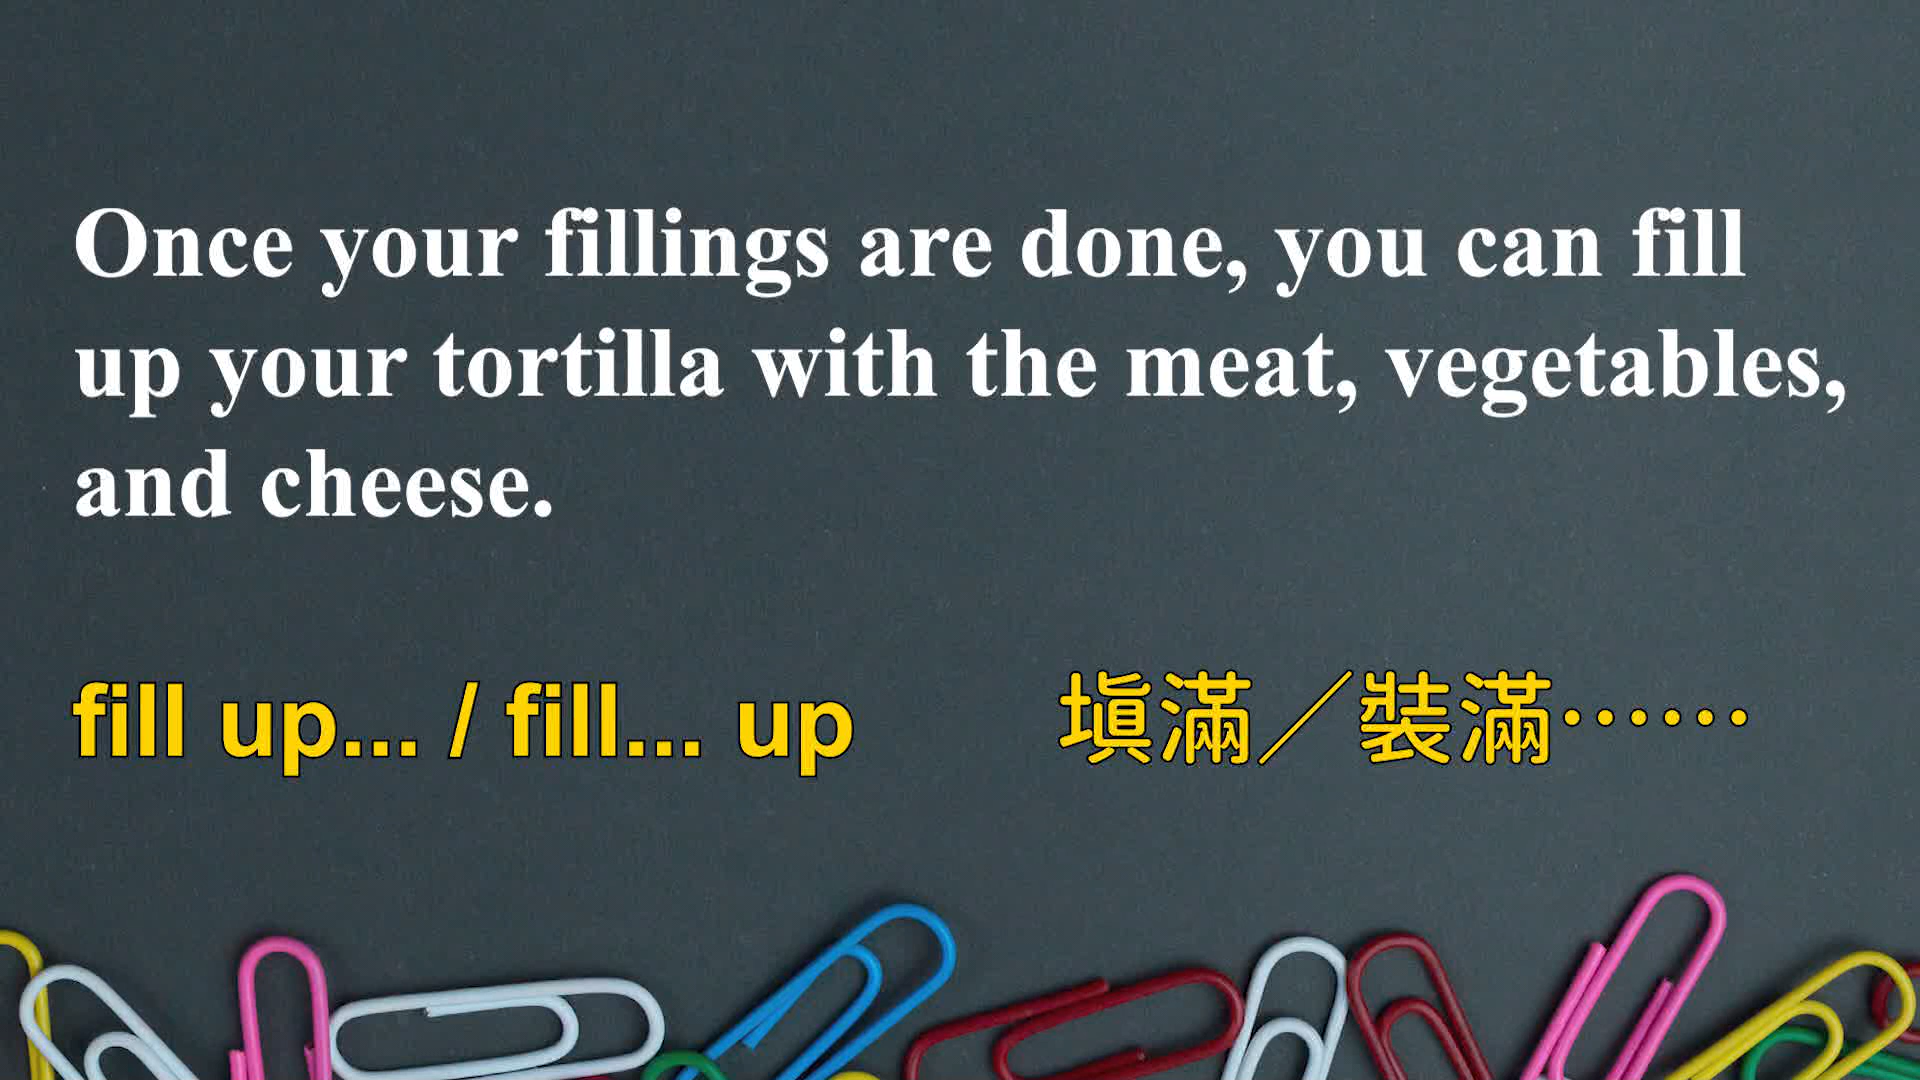 Once your fillings are done, you can fill
up your tortilla with the meat, vegetables,
and cheese.
fill up... / fill... up 填滿／裝滿……